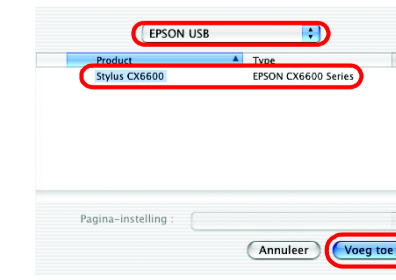 EPSON USB
Product Type
Stylus CX6600 EPSON CX6600 Series
Pagina-instelling :
Annuleer Voeg toe